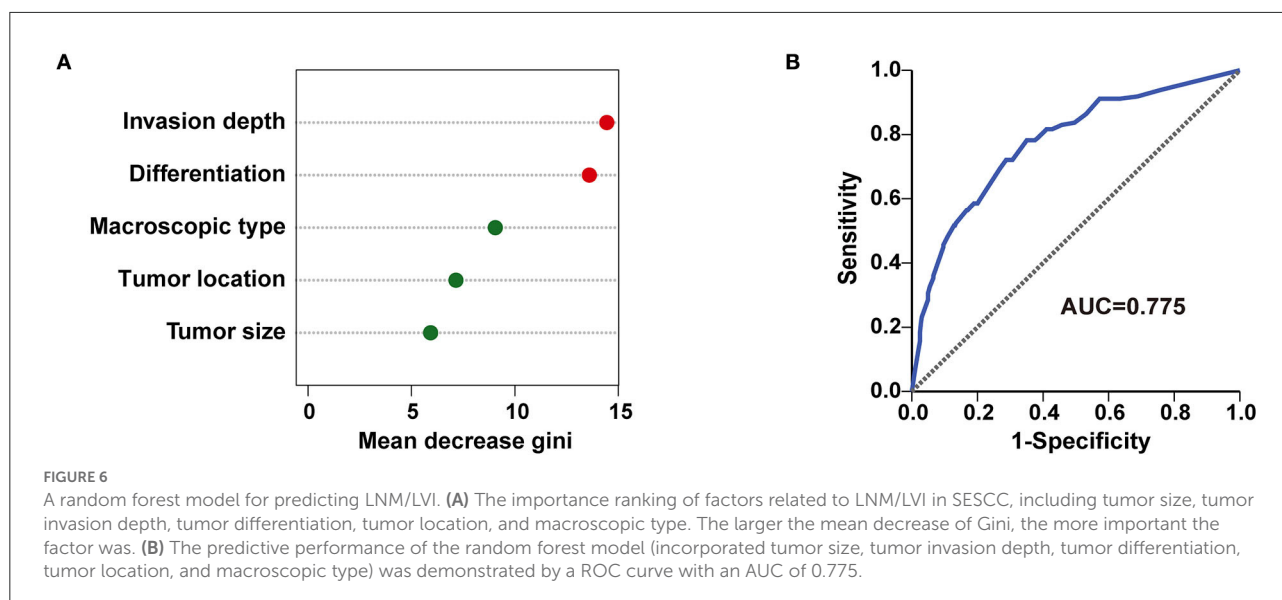 A
Invasion depth
Differentiation
Macroscopic type
Tumor location
Tumor size
0 5 10 15
Mean decrease gini
B
1.0
0.8
0.6
0.4
0.2
0.0
Sensitivity
AUC=0.775
0.0 0.2 0.4 0.6 0.8 1.0
1-Specificity
FIGURE 6
A random forest model for predicting LNM/LVI. (A) The importance ranking of factors related to LNM/LVI in SESCC, including tumor size, tumor
invasion depth, tumor differentiation, tumor location, and macroscopic type. The larger the mean decrease of Gini, the more important the
factor was. (B) The predictive performance of the random forest model (incorporated tumor size, tumor invasion depth, tumor differentiation,
tumor location, and macroscopic type) was demonstrated by a ROC curve with an AUC of 0.775.